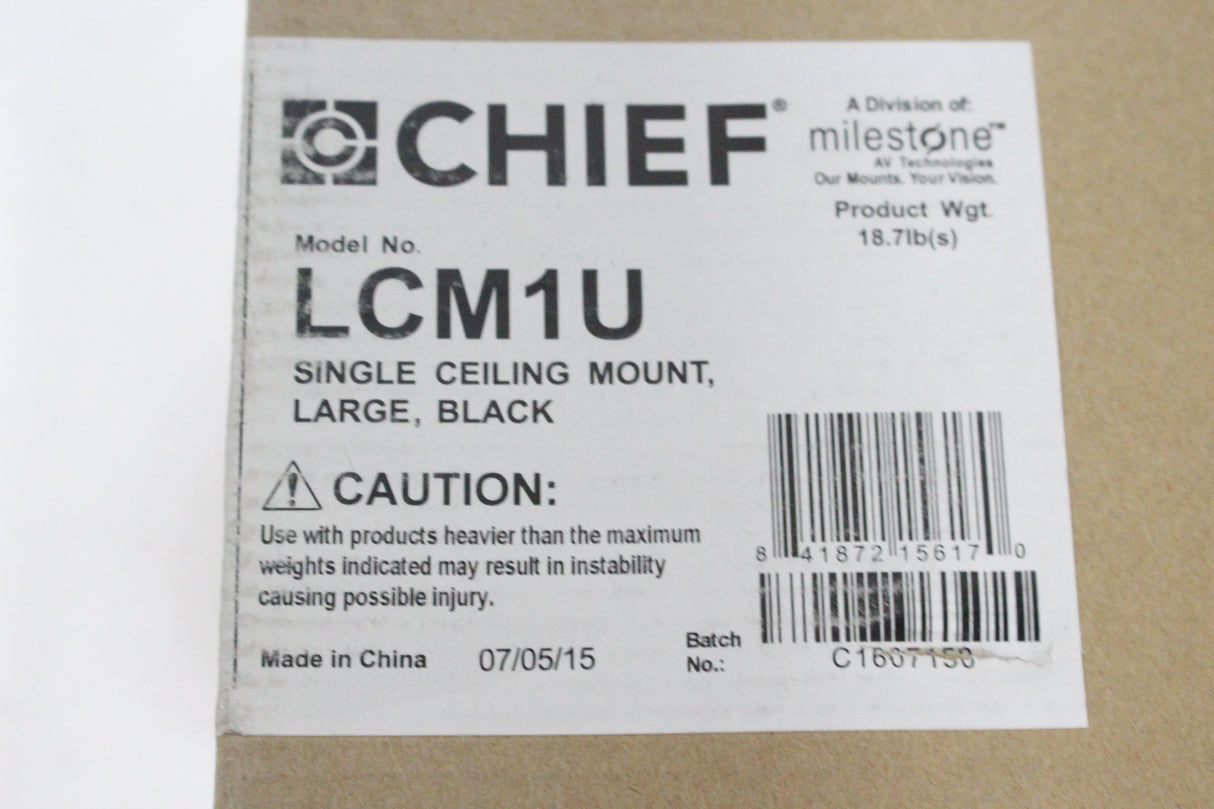 CHIEF®
A Division of:
milestone™
AV Technologies
Our Mounts. Your Vision.
Product Wgt.
18.7lb(s)
Model No.
LCM1U
SINGLE CEILING MOUNT,
LARGE, BLACK
CAUTION:
Use with products heavier than the maximum
weights indicated may result in instability
causing possible injury.
8 41872 15617 0
Made in China 07/05/15
Batch
No.:
C1607150